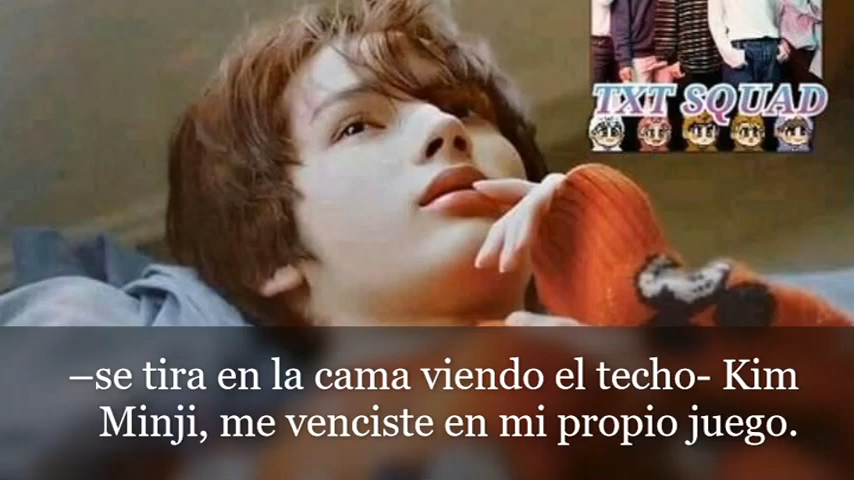 TXT SQUAD
–se tira en la cama viendo el techo- Kim
Minji, me venciste en mi propio juego.